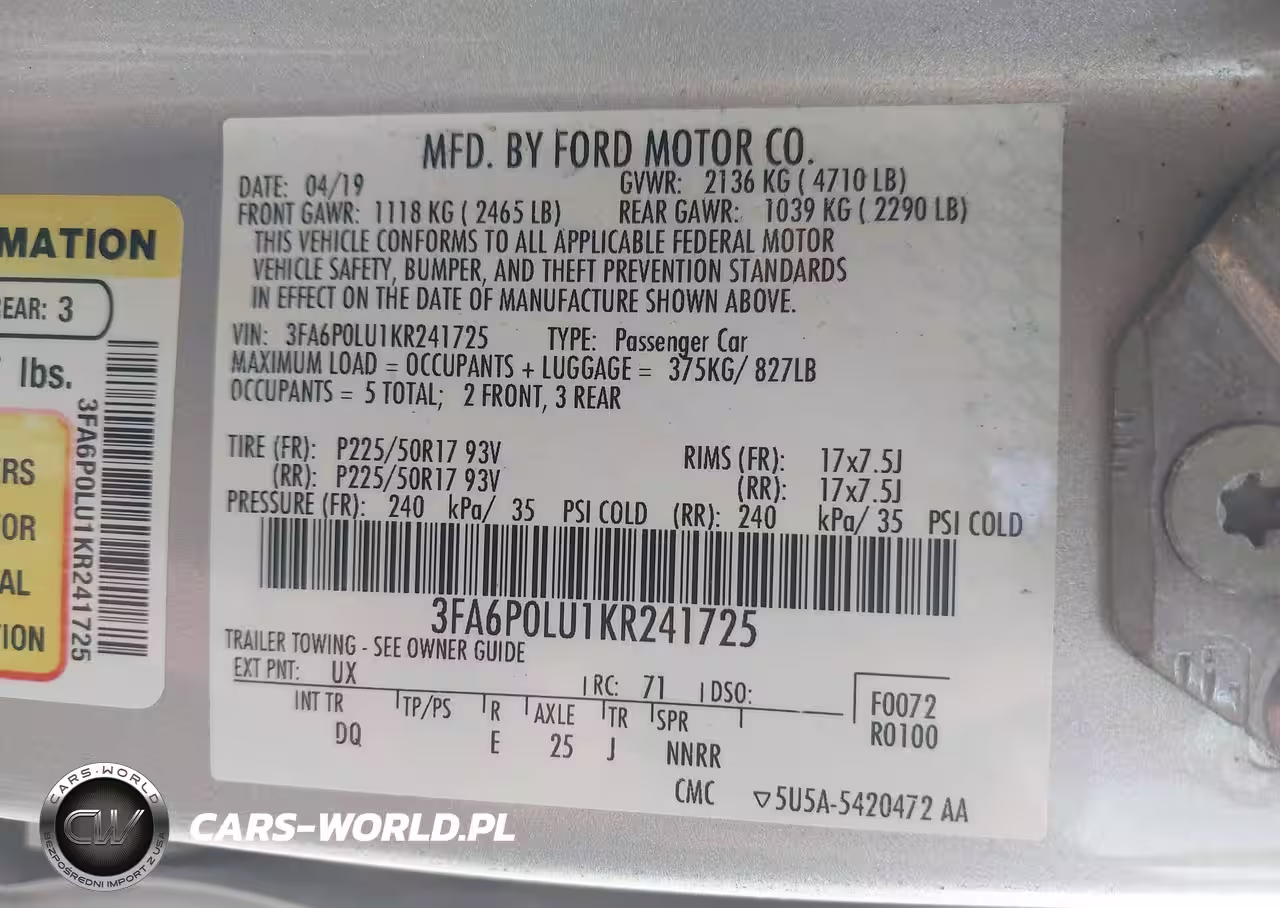 MFD. BY FORD MOTOR CO.
DATE: 04/19 GVWR: 2136 KG ( 4710 LB)
FRONT GAWR: 1118 KG ( 2465 LB) REAR GAWR: 1039 KG ( 2290 LB)
THIS VEHICLE CONFORMS TO ALL APPLICABLE FEDERAL MOTOR
VEHICLE SAFETY, BUMPER, AND THEFT PREVENTION STANDARDS
IN EFFECT ON THE DATE OF MANUFACTURE SHOWN ABOVE.
VIN: 3FA6P0LU1KR241725 TYPE: Passenger Car
MAXIMUM LOAD = OCCUPANTS + LUGGAGE = 375KG/ 827LB
OCCUPANTS = 5 TOTAL; 2 FRONT, 3 REAR
TIRE (FR): P225/50R17 93V RIMS (FR): 17x7.5J
(RR): P225/50R17 93V (RR): 17x7.5J
PRESSURE (FR): 240 kPa/ 35 PSI COLD (RR): 240 kPa/ 35 PSI COLD
3FA6P0LU1KR241725
TRAILER TOWING - SEE OWNER GUIDE
EXT PNT: UX RC: 71 DSO:
INT TR TP/PS R AXLE TR SPR F0072
DQ E 25 J NNRR R0100
CMC ▽5U5A-5420472 AA
MATION
EAR: 3
lbs.
3FA6P0LU1KR241725
RS
OR
AL
ION
CARS-WORLD
CW
BEZPOŚREDNI IMPORT Z USA
CARS-WORLD.PL